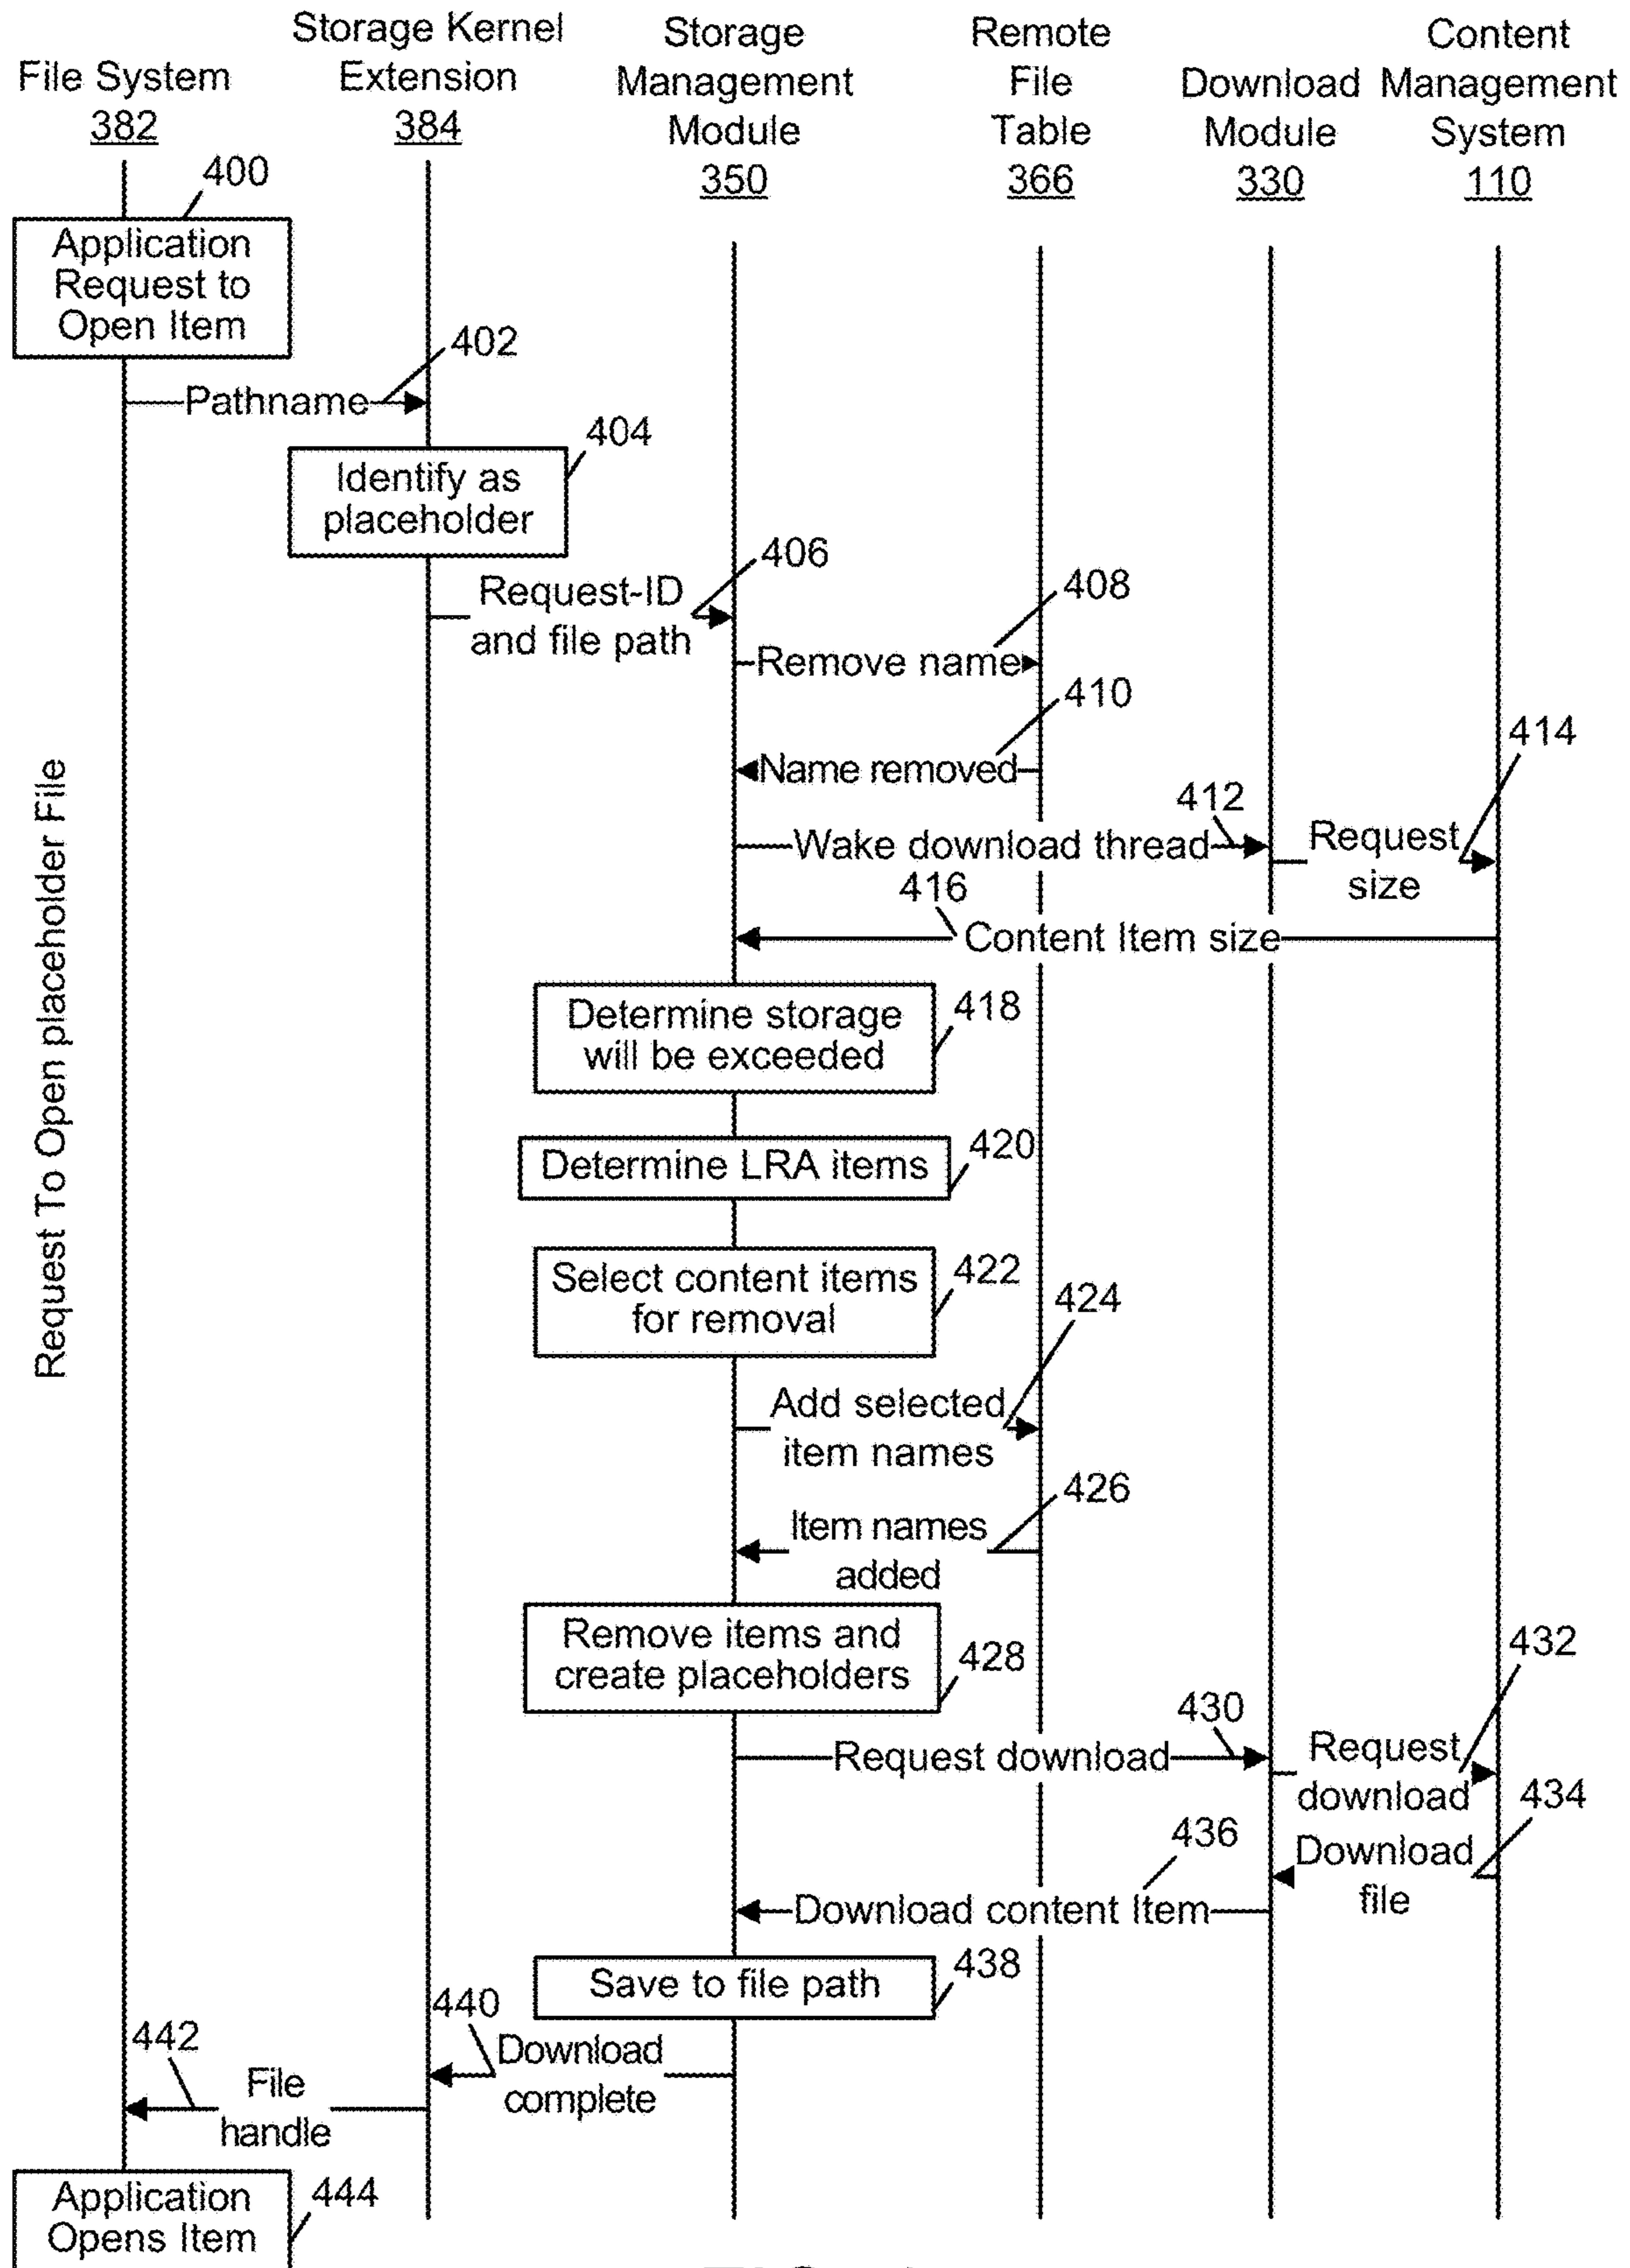 File System
382
Storage Kernel
Extension
384
Storage
Management
Module
350
Remote
File
Table
366
Download
Module
330
Content
Management
System
110
400
Application
Request to
Open Item
402
Pathname
404
Identify as
placeholder
406
Request-ID
and file path
408
Remove name
410
Name removed
412
Wake download thread
414
Request
size
416
Content Item size
Determine storage
will be exceeded
418
Determine LRA items
420
Select content items
for removal
422
424
Add selected
item names
426
Item names
added
Remove items and
create placeholders
428
430
Request download
432
Request
download
434
Download
file
436
Download content Item
Save to file path
438
440
Download
complete
442
File
handle
Application
Opens Item
444
Request To Open placeholder File